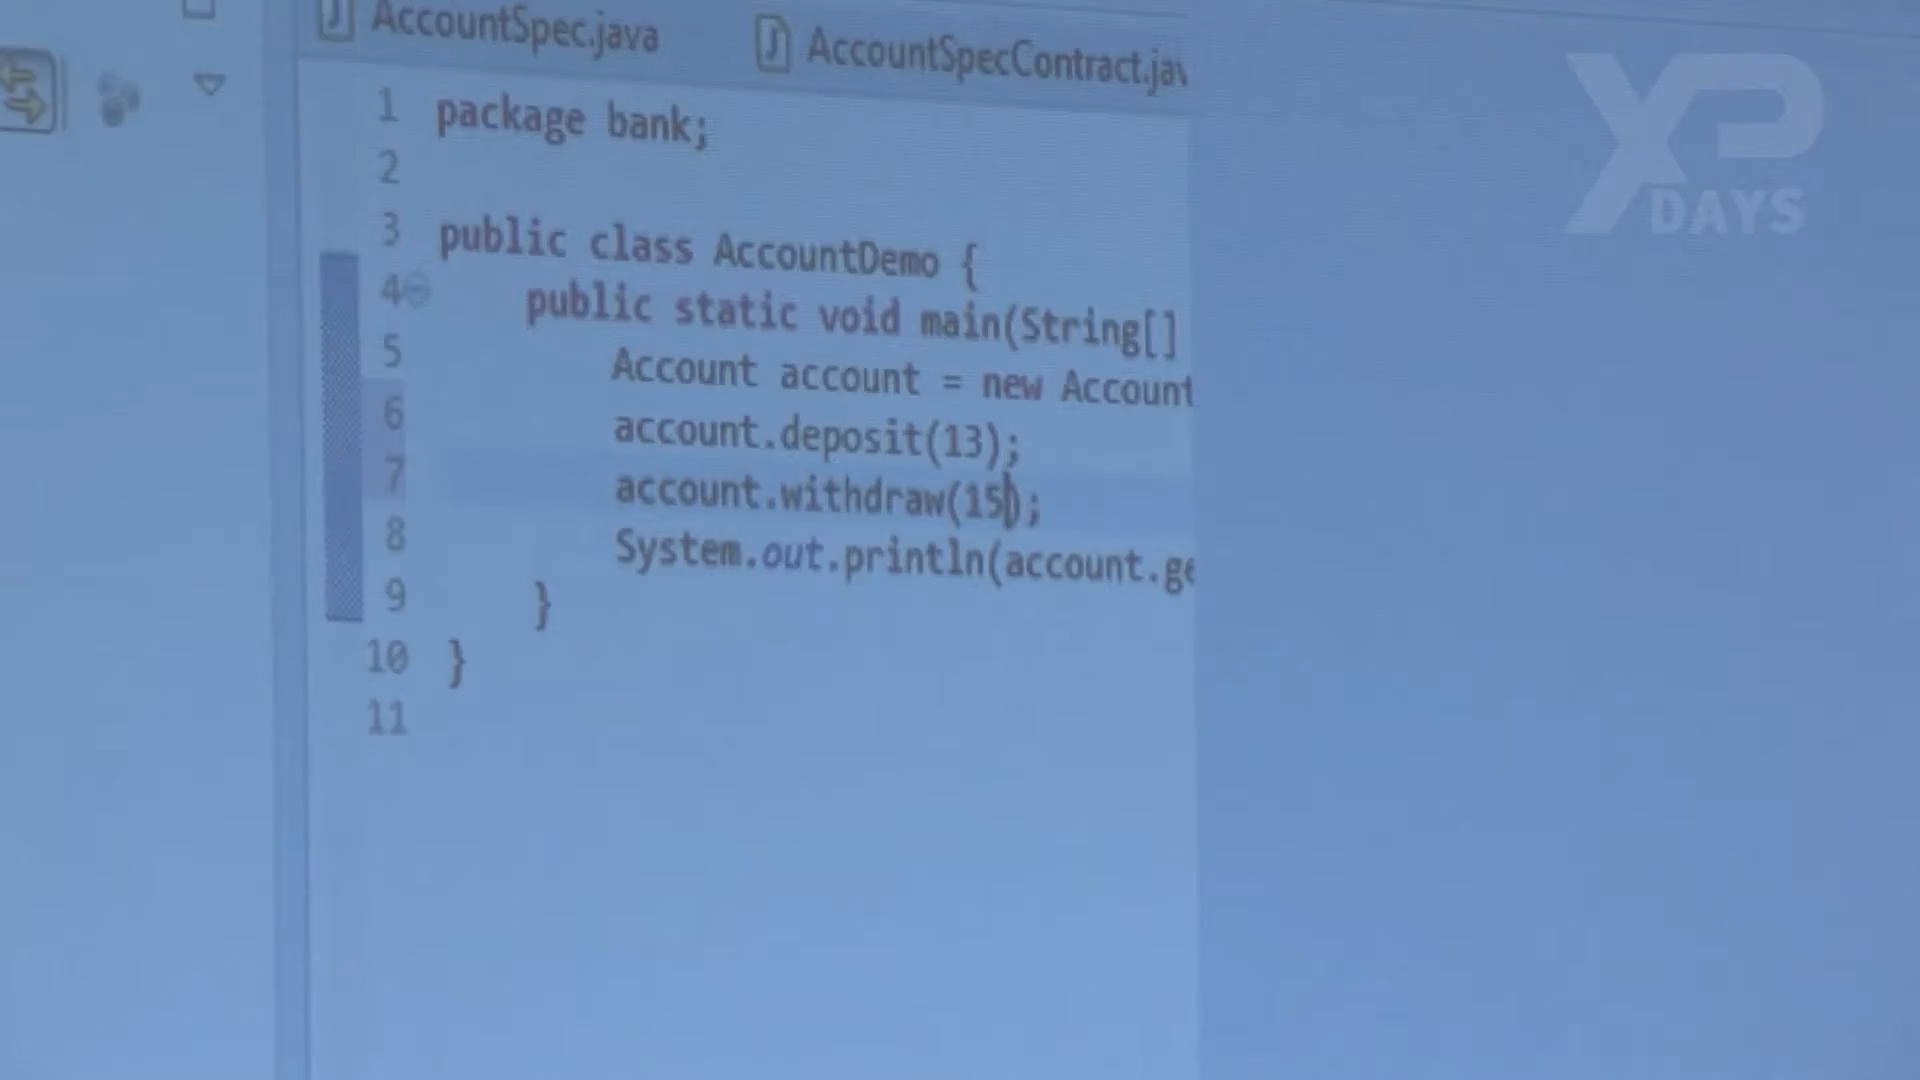 AccountSpec.java
AccountSpecContract.jav
1 package bank;
2
3 public class AccountDemo {
4 public static void main(String[]
5 Account account = new Account
6 account.deposit(13);
7 account.withdraw(15);
8 System.out.println(account.ge
9 }
10 }
11
XP
DAYS